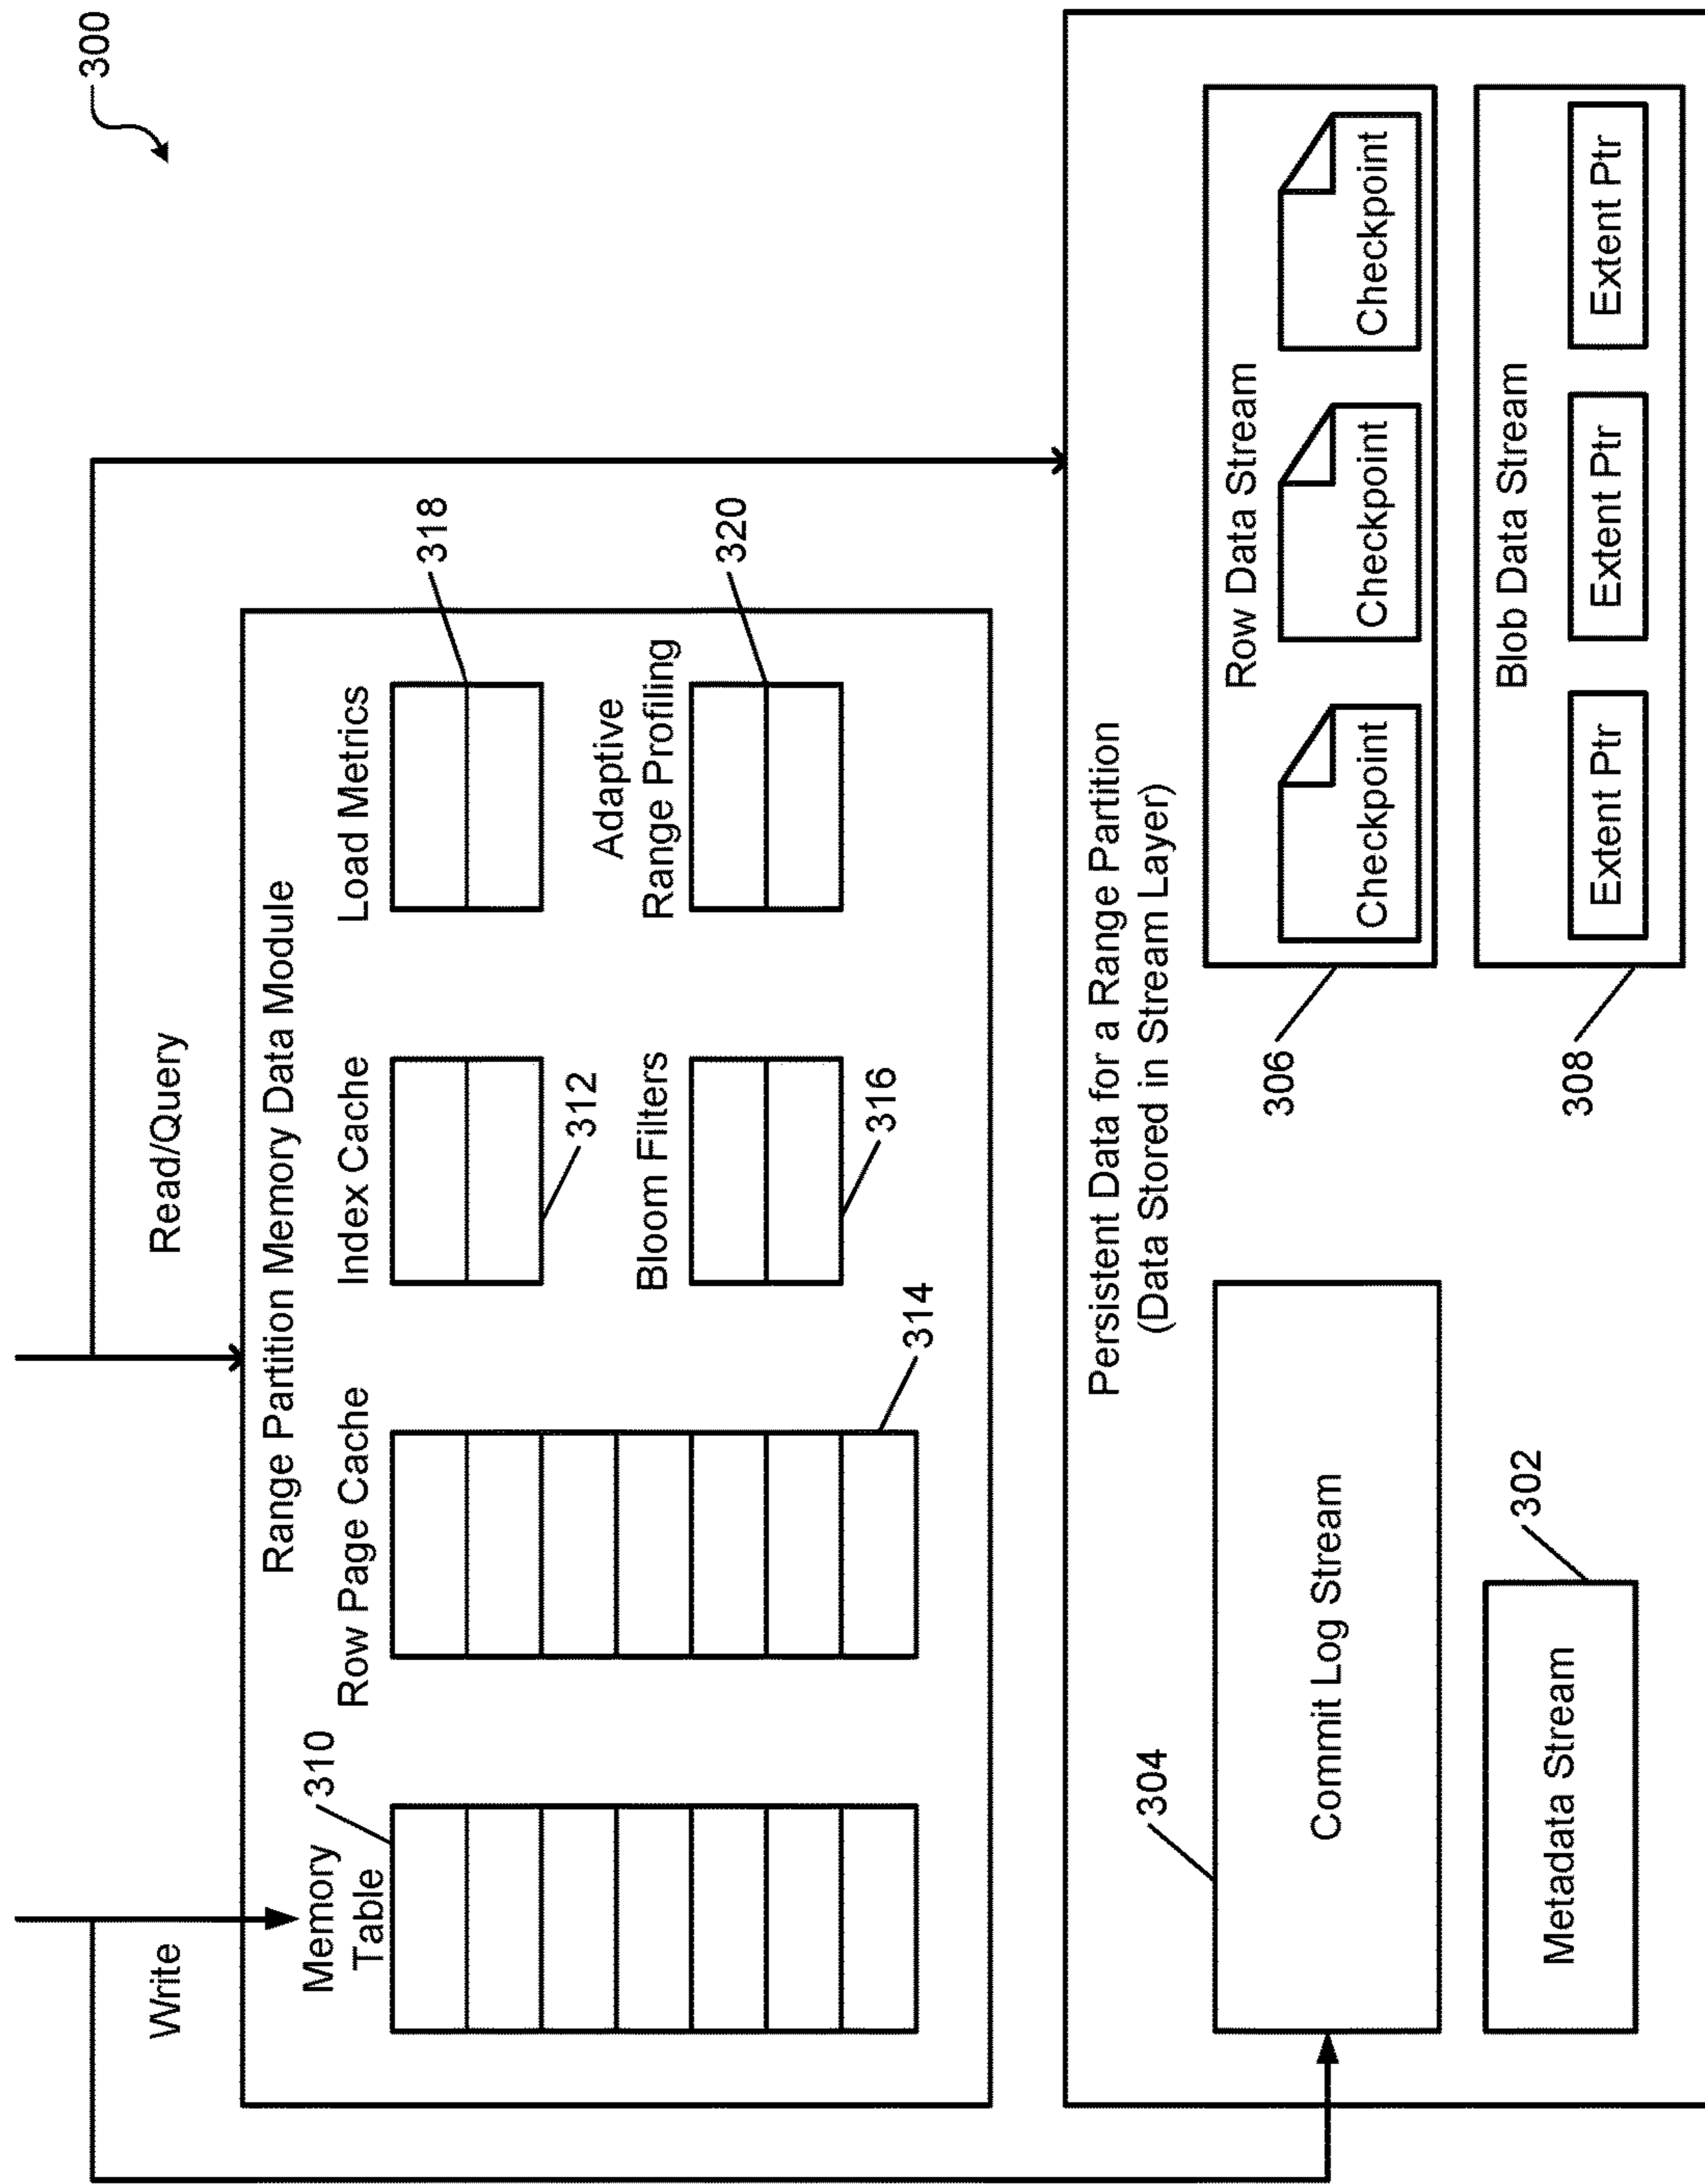 300
Write
Read/Query
Range Partition Memory Data Module
Memory
Table
310
Row Page Cache
314
Index Cache
312
Load Metrics
318
Bloom Filters
316
Adaptive
Range Profiling
320
Persistent Data for a Range Partition
(Data Stored in Stream Layer)
304
Commit Log Stream
Metadata Stream
302
Row Data Stream
Checkpoint
Checkpoint
Checkpoint
306
Blob Data Stream
Extent Ptr
Extent Ptr
Extent Ptr
308